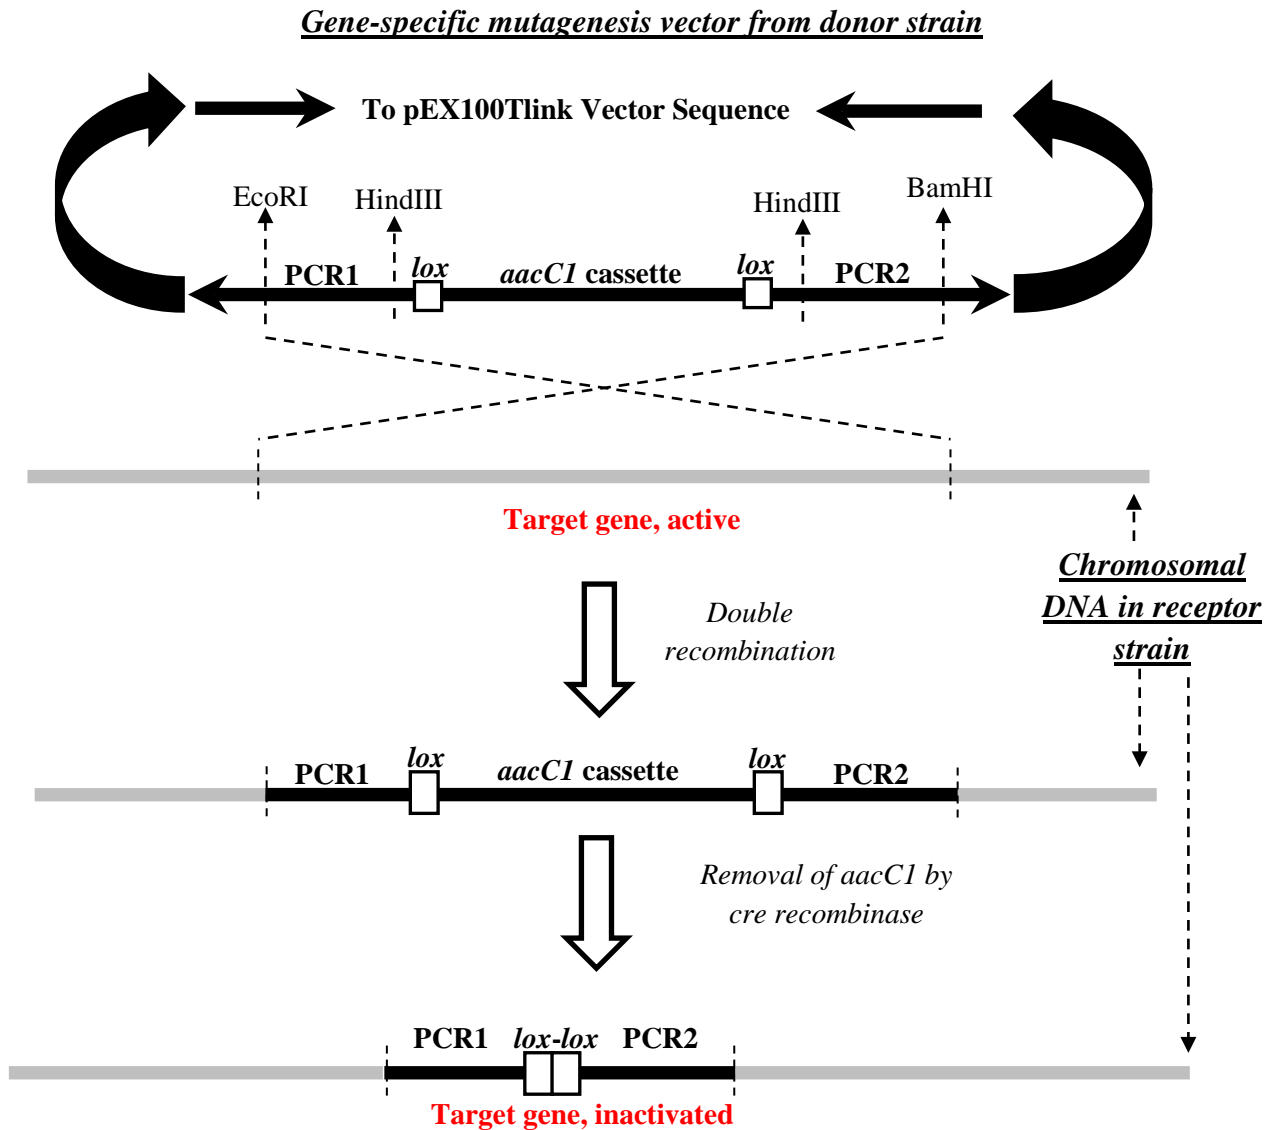 Gene-specific mutagenesis vector from donor strain
To pEX100Tlink Vector Sequence
EcoRI
HindIII
HindIII
BamHI
PCR1
lox
aacC1 cassette
lox
PCR2
Target gene, active
Chromosomal
DNA in receptor
strain
Double
recombination
PCR1
lox
aacC1 cassette
lox
PCR2
Removal of aacC1 by
cre recombinase
PCR1
lox-lox
PCR2
Target gene, inactivated